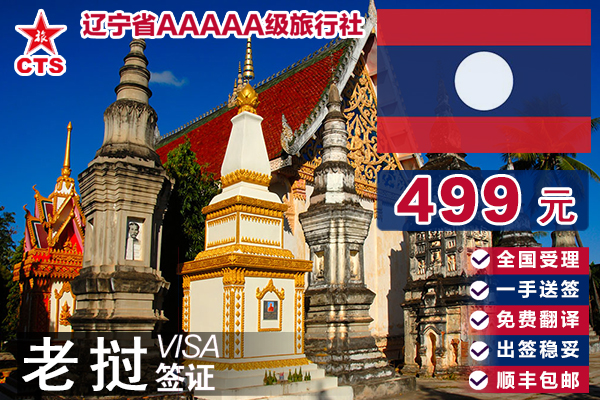 旅
CTS
辽宁省AAAAA级旅行社
499 元
全国受理
一手送签
免费翻译
出签稳妥
顺丰包邮
老挝
VISA
签证